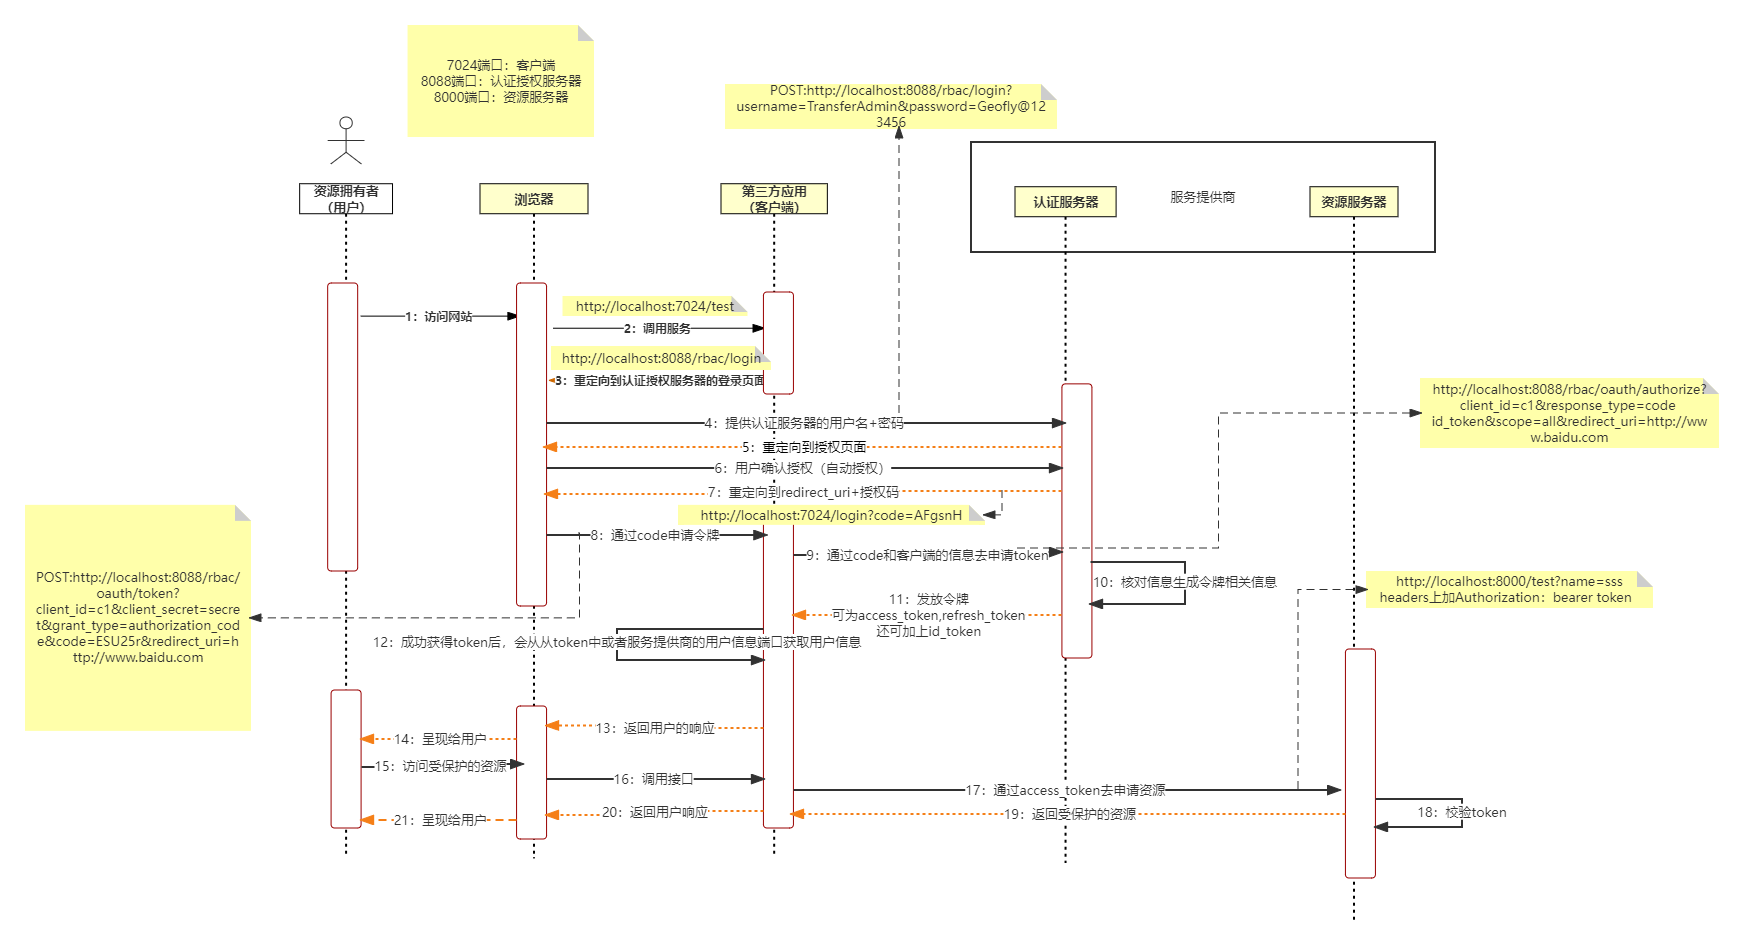 7024端口：客户端
8088端口：认证授权服务器
8000端口：资源服务器
POST:http://localhost:8088/rbac/login?
username=TransferAdmin&password=Geofly@12
3456
资源拥有者
（用户）
浏览器
第三方应用
（客户端）
认证服务器
服务提供商
资源服务器
http://localhost:7024/test
1：访问网站
2：调用服务
http://localhost:8088/rbac/login
3：重定向到认证授权服务器的登录页面
http://localhost:8088/rbac/oauth/authorize?
client_id=c1&response_type=code
id_token&scope=all&redirect_uri=http://ww
w.baidu.com
4：提供认证服务器的用户名+密码
5：重定向到授权页面
6：用户确认授权（自动授权）
7：重定向到redirect_uri+授权码
http://localhost:7024/login?code=AFgsnH
8：通过code申请令牌
9：通过code和客户端的信息去申请token
10：核对信息生成令牌相关信息
POST:http://localhost:8088/rbac/
oauth/token?
client_id=c1&client_secret=secre
t&grant_type=authorization_cod
e&code=ESU25r&redirect_uri=h
ttp://www.baidu.com
http://localhost:8000/test?name=sss
headers上加Authorization：bearer token
11：发放令牌
可为access_token,refresh_token
还可加上id_token
12：成功获得token后，会从从token中或者服务提供商的用户信息端口获取用户信息
13：返回用户的响应
14：呈现给用户
15：访问受保护的资源
16：调用接口
17：通过access_token去申请资源
18：校验token
19：返回受保护的资源
20：返回用户响应
21：呈现给用户